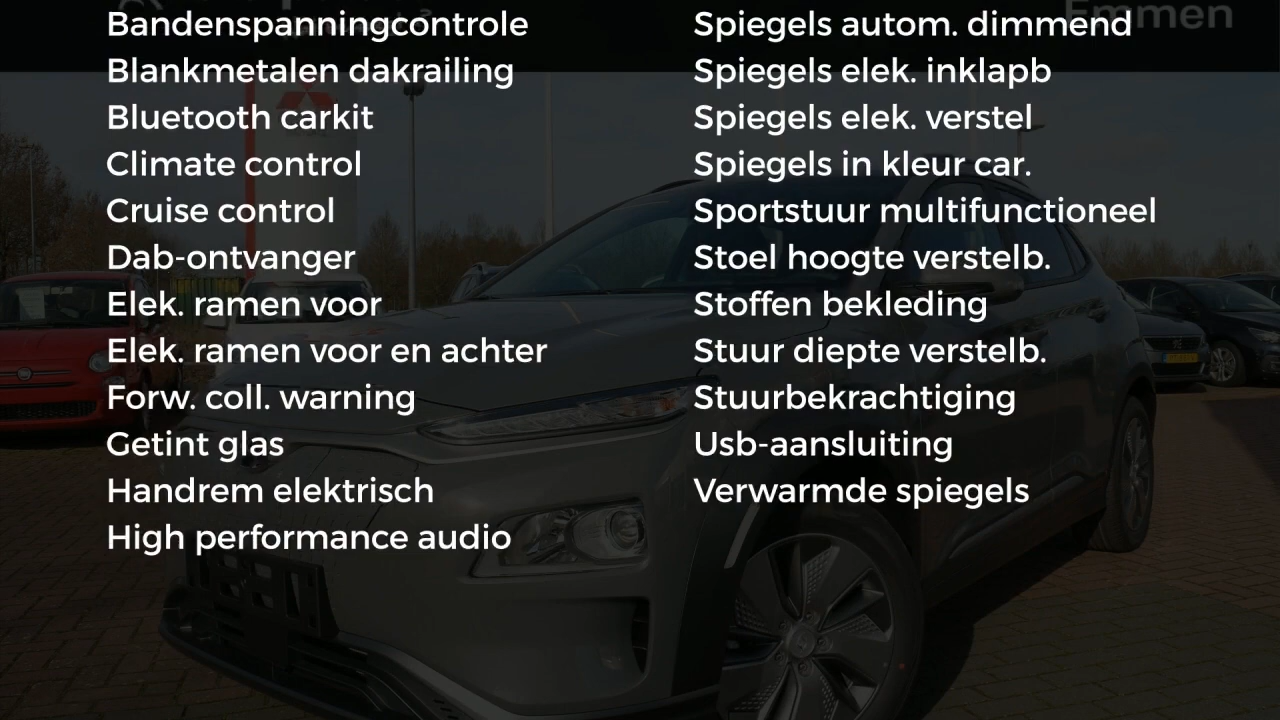 Emmen
Bandenspanningcontrole
Blankmetalen dakrailing
Bluetooth carkit
Climate control
Cruise control
Dab-ontvanger
Elek. ramen voor
Elek. ramen voor en achter
Forw. coll. warning
Getint glas
Handrem elektrisch
High performance audio
Spiegels autom. dimmend
Spiegels elek. inklapb
Spiegels elek. verstel
Spiegels in kleur car.
Sportstuur multifunctioneel
Stoel hoogte verstelb.
Stoffen bekleding
Stuur diepte verstelb.
Stuurbekrachtiging
Usb-aansluiting
Verwarmde spiegels